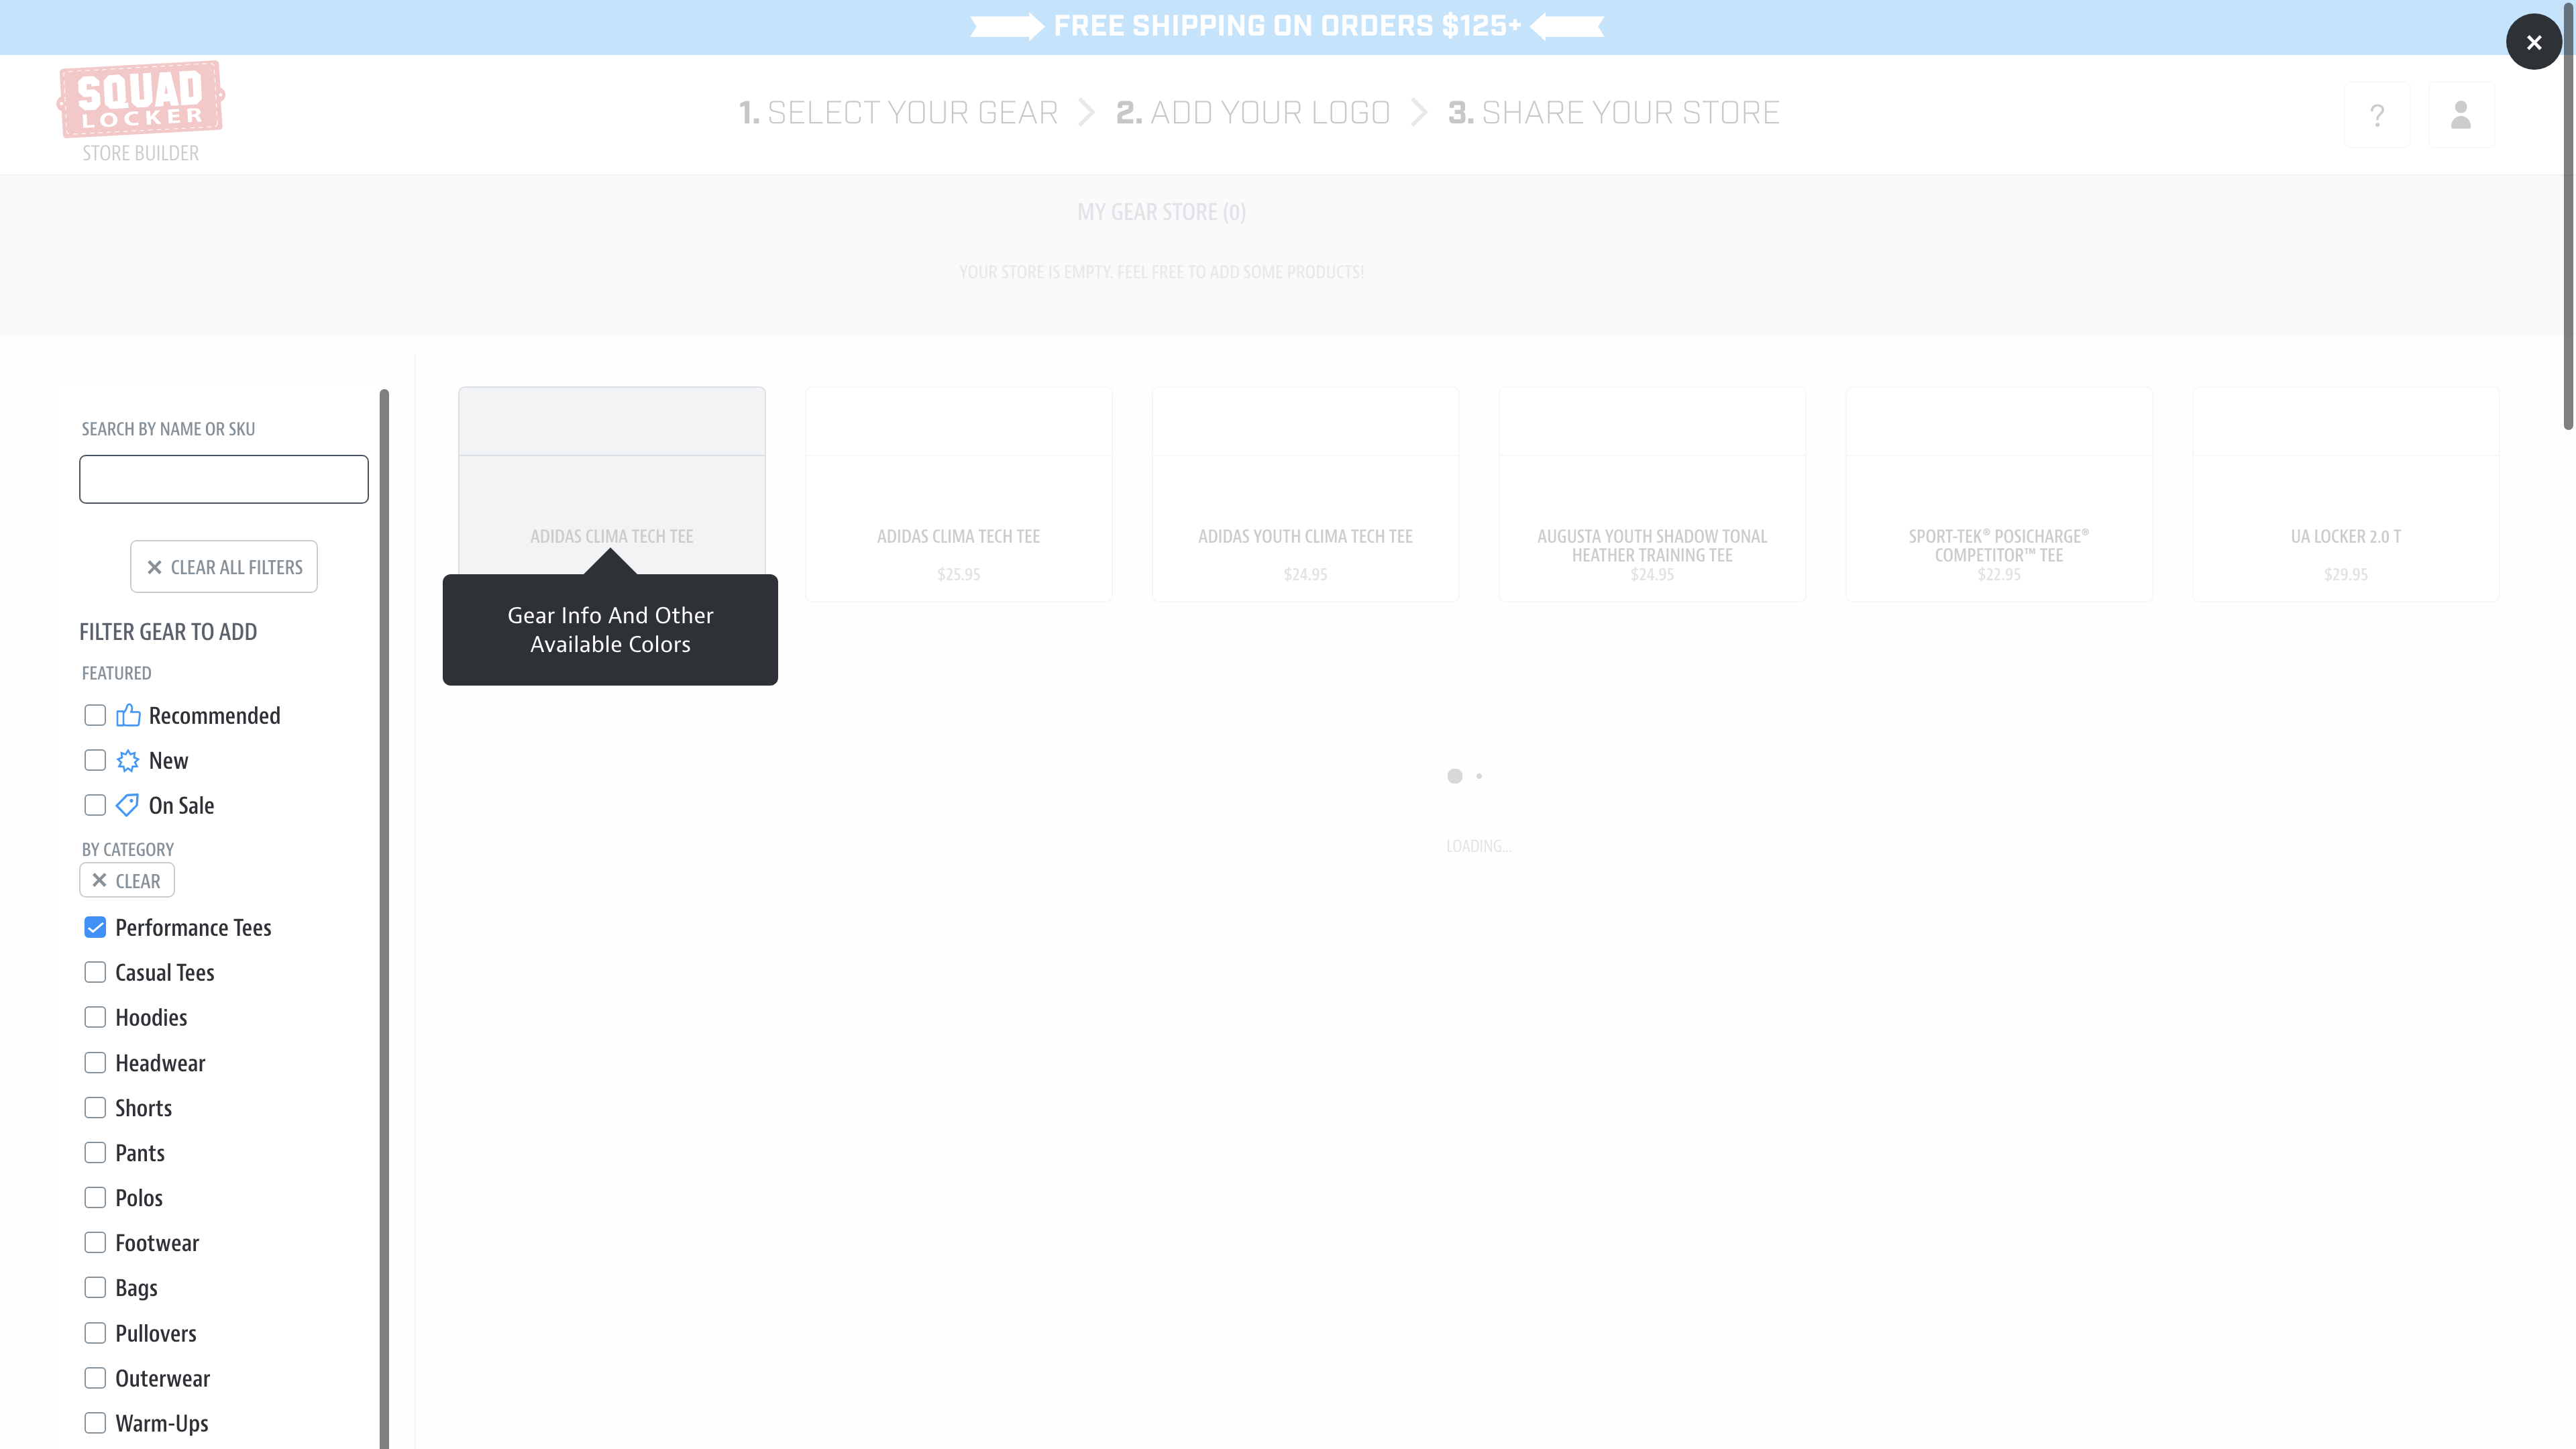 FREE SHIPPING ON ORDERS $125+
SQUAD
LOCKER
STORE BUILDER
1. SELECT YOUR GEAR
2. ADD YOUR LOGO
3. SHARE YOUR STORE
?
MY GEAR STORE (0)
YOUR STORE IS EMPTY. FEEL FREE TO ADD SOME PRODUCTS!
SEARCH BY NAME OR SKU
CLEAR ALL FILTERS
FILTER GEAR TO ADD
FEATURED
Recommended
New
On Sale
BY CATEGORY
CLEAR
Performance Tees
Casual Tees
Hoodies
Headwear
Shorts
Pants
Polos
Footwear
Bags
Pullovers
Outerwear
Warm-Ups
ADIDAS CLIMA TECH TEE
Gear Info And Other
Available Colors
ADIDAS CLIMA TECH TEE
$25.95
ADIDAS YOUTH CLIMA TECH TEE
$24.95
AUGUSTA YOUTH SHADOW TONAL
HEATHER TRAINING TEE
$24.95
SPORT-TEK® POSICHARGE®
COMPETITOR™ TEE
$22.95
UA LOCKER 2.0 T
$29.95
LOADING...